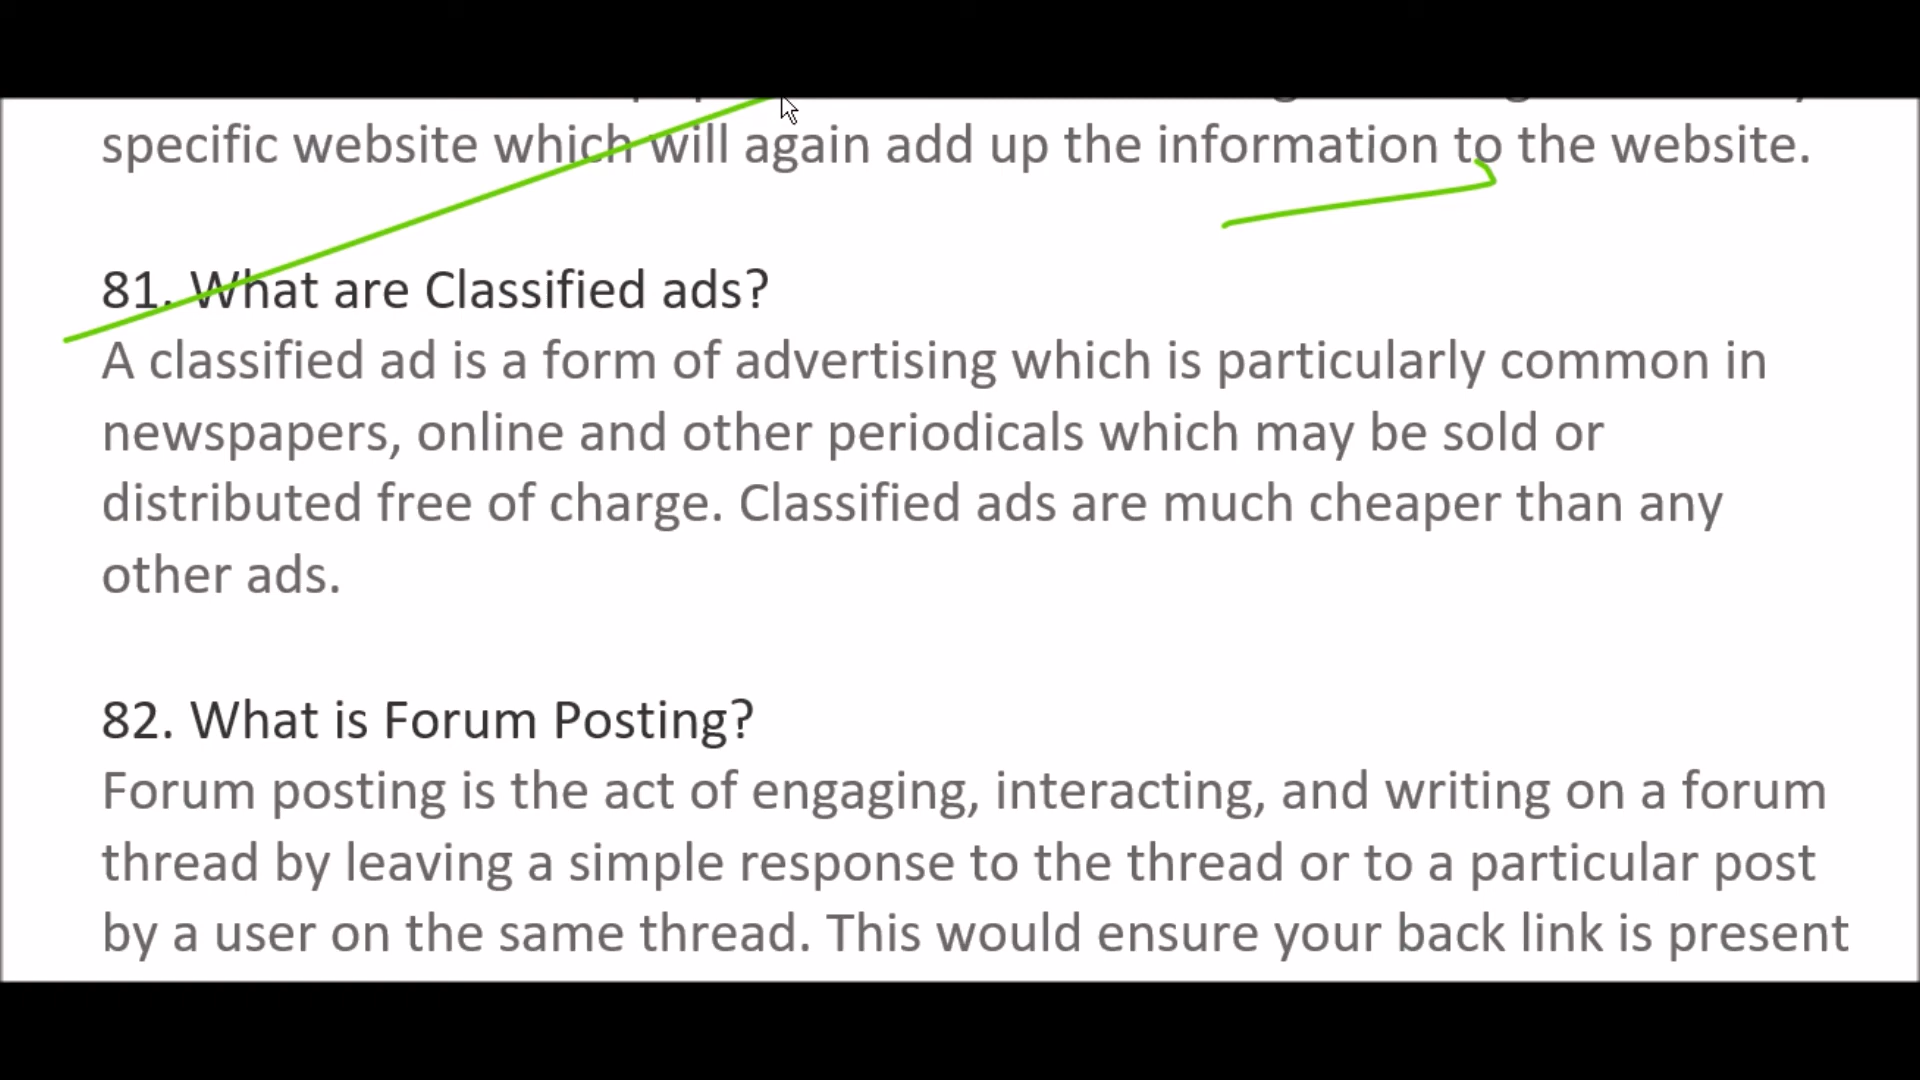 specific website which will again add up the information to the website.
81. What are Classified ads?
A classified ad is a form of advertising which is particularly common in
newspapers, online and other periodicals which may be sold or
distributed free of charge. Classified ads are much cheaper than any
other ads.
82. What is Forum Posting?
Forum posting is the act of engaging, interacting, and writing on a forum
thread by leaving a simple response to the thread or to a particular post
by a user on the same thread. This would ensure your back link is present